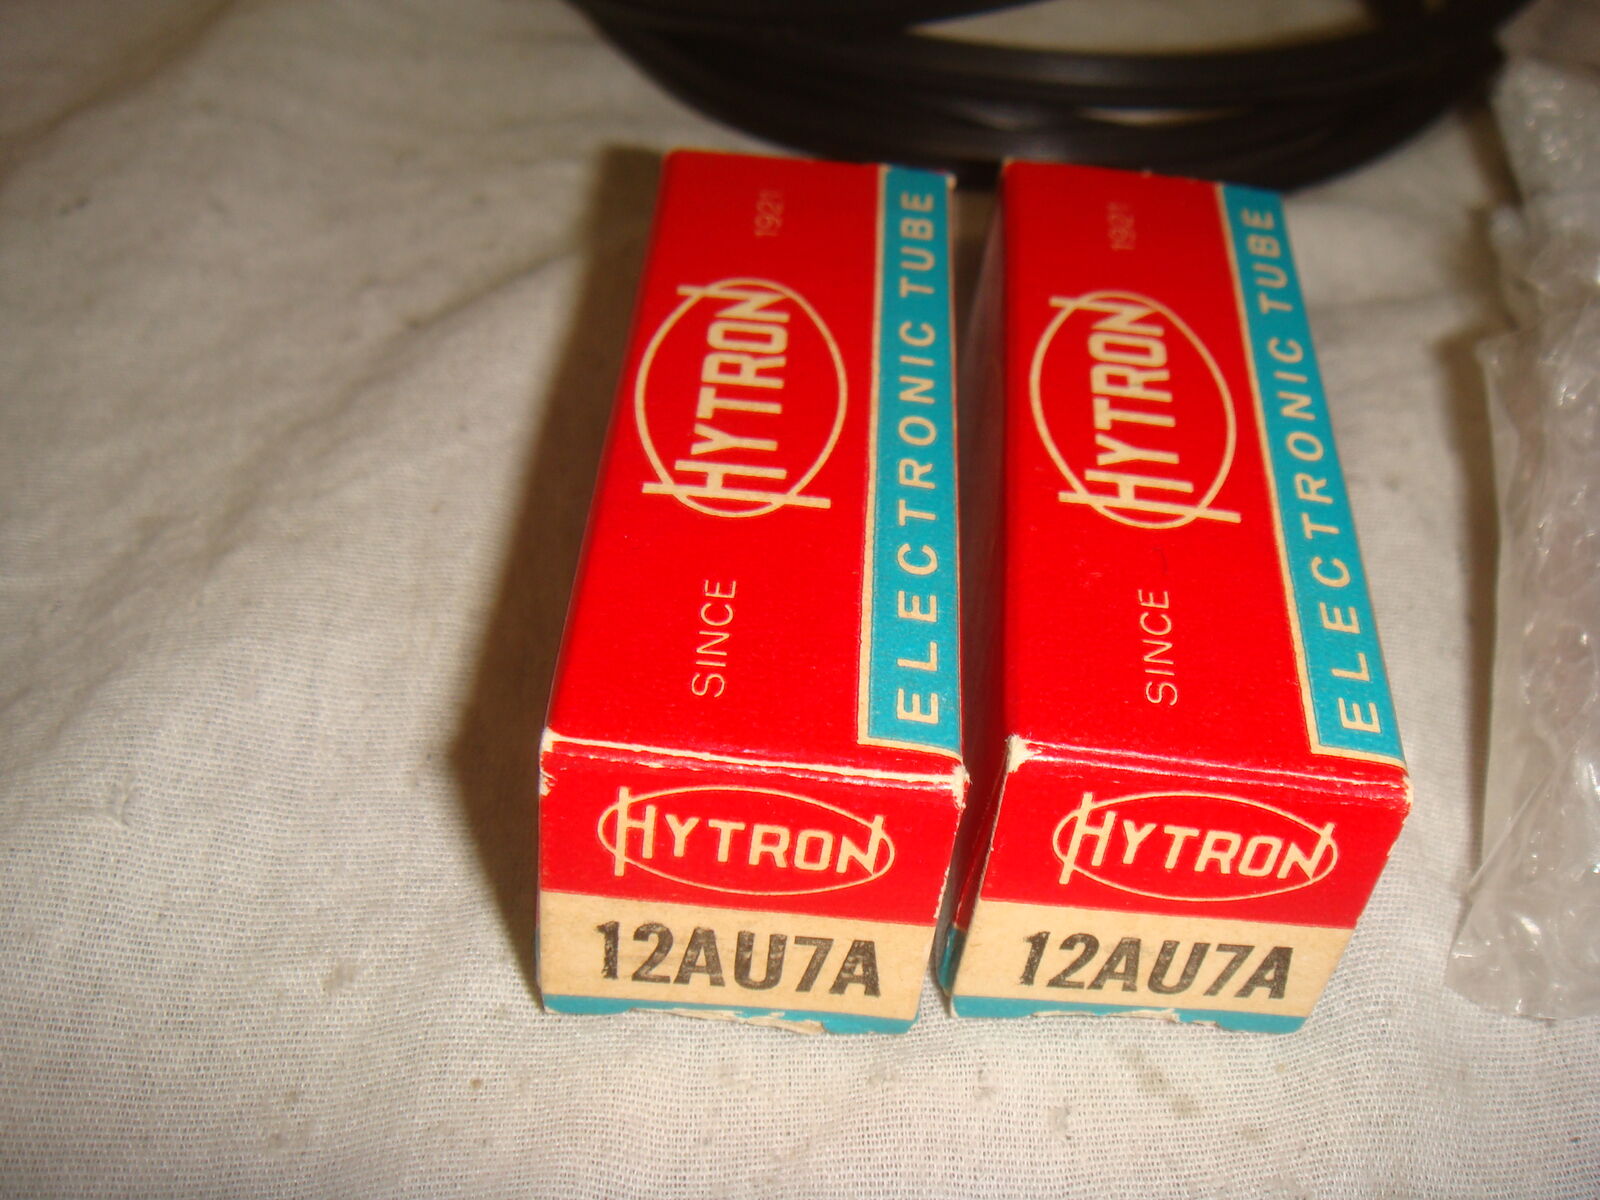 SINCE HYTRON 1921
ELECTRONIC TUBE
HYTRON
12AU7A
SINCE HYTRON 1921
ELECTRONIC TUBE
HYTRON
12AU7A